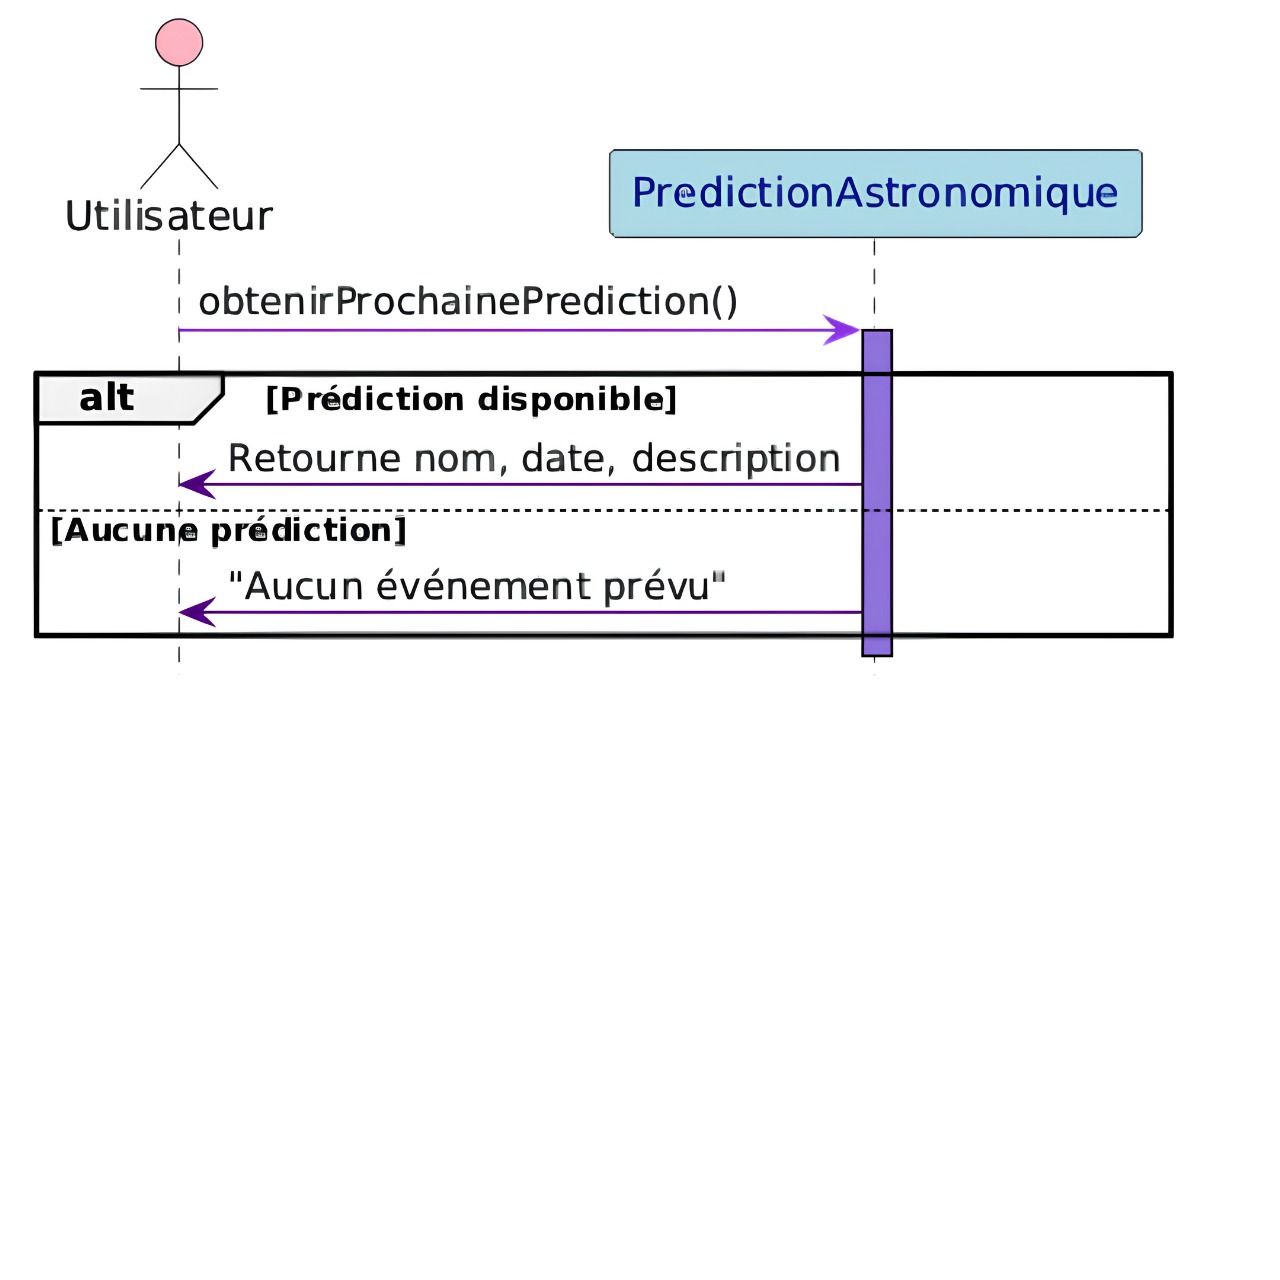 Utilisateur
PredictionAstronomique
obtenirProchainePrediction()
alt [Prédiction disponible]
Retourne nom, date, description
[Aucune prédiction]
"Aucun événement prévu"